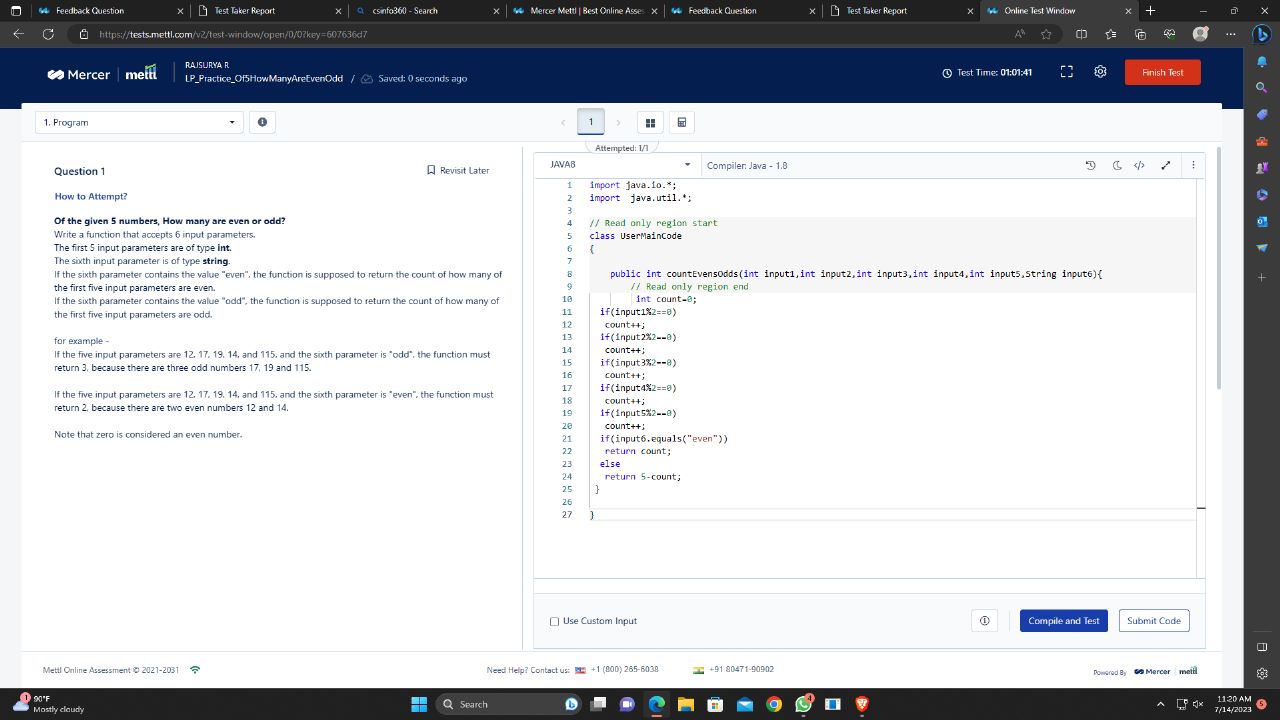 Feedback Question
Test Taker Report
csinfo360 - Search
Mercer Mettl | Best Online Asses
Feedback Question
Test Taker Report
Online Test Window
https://tests.mettl.com/v2/test-window/open/0/0?key=607636d7
Mercer | mettl
RAJSURYA R
LP_Practice_Of5HowManyAreEvenOdd / Saved: 0 seconds ago
Test Time: 01:01:41
Finish Test
1. Program
1
Attempted: 1/1
Question 1
Revisit Later
How to Attempt?
Of the given 5 numbers, How many are even or odd?
Write a function that accepts 6 input parameters.
The first 5 input parameters are of type int.
The sixth input parameter is of type string.
If the sixth parameter contains the value "even", the function is supposed to return the count of how many of
the first five input parameters are even.
If the sixth parameter contains the value "odd", the function is supposed to return the count of how many of
the first five input parameters are odd.
for example -
If the five input parameters are 12, 17, 19, 14, and 115, and the sixth parameter is "odd", the function must
return 3, because there are three odd numbers 17, 19 and 115.
If the five input parameters are 12, 17, 19, 14, and 115, and the sixth parameter is "even", the function must
return 2, because there are two even numbers 12 and 14.
Note that zero is considered an even number.
JAVA8
Compiler: Java - 1.8
1 import java.io.*;
2 import java.util.*;
3
4 // Read only region start
5 class UserMainCode
6 {
7
8 public int countEvensOdds(int input1,int input2,int input3,int input4,int input5,String input6){
9 // Read only region end
10 int count=0;
11 if(input1%2==0)
12 count++;
13 if(input2%2==0)
14 count++;
15 if(input3%2==0)
16 count++;
17 if(input4%2==0)
18 count++;
19 if(input5%2==0)
20 count++;
21 if(input6.equals("even"))
22 return count;
23 else
24 return 5-count;
25 }
26
27 }
Use Custom Input
Compile and Test
Submit Code
Mettl Online Assessment © 2021-2031
Need Help? Contact us: +1 (800) 265-6038
+91 80471-90902
Powered By Mercer | mettl
1
90°F
Mostly cloudy
Search
4
11:20 AM
7/14/2023
5